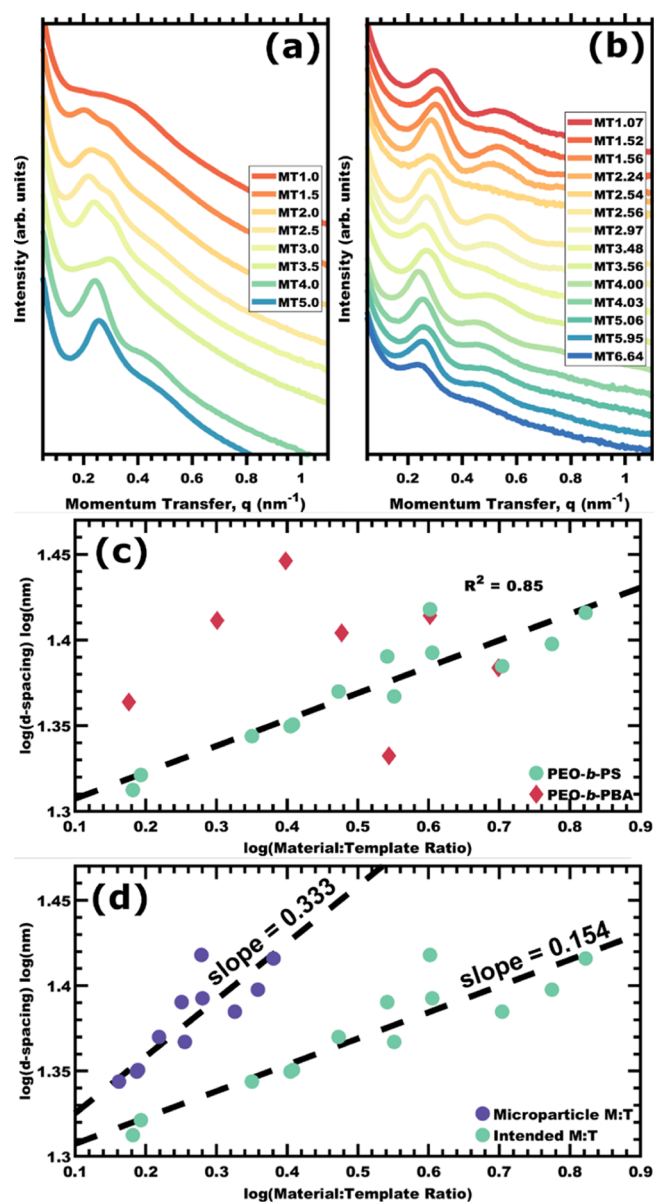 (a)
(b)
Intensity (arb. units)
MT1.0
MT1.5
MT2.0
MT2.5
MT3.0
MT3.5
MT4.0
MT5.0
0.2 0.4 0.6 0.8 1
Momentum Transfer, q (nm⁻¹)
Intensity (arb. units)
MT1.07
MT1.52
MT1.56
MT2.24
MT2.54
MT2.56
MT2.97
MT3.48
MT3.56
MT4.00
MT4.03
MT5.06
MT5.95
MT6.64
0.2 0.4 0.6 0.8 1
Momentum Transfer, q (nm⁻¹)
(c)
log(d-spacing) log(nm)
1.45
1.4
1.35
1.3
R² = 0.85
PEO-b-PS
PEO-b-PBA
0.1 0.2 0.3 0.4 0.5 0.6 0.7 0.8 0.9
log(Material:Template Ratio)
(d)
log(d-spacing) log(nm)
1.45
1.4
1.35
1.3
slope = 0.333
slope = 0.154
Microparticle M:T
Intended M:T
0.1 0.2 0.3 0.4 0.5 0.6 0.7 0.8 0.9
log(Material:Template Ratio)